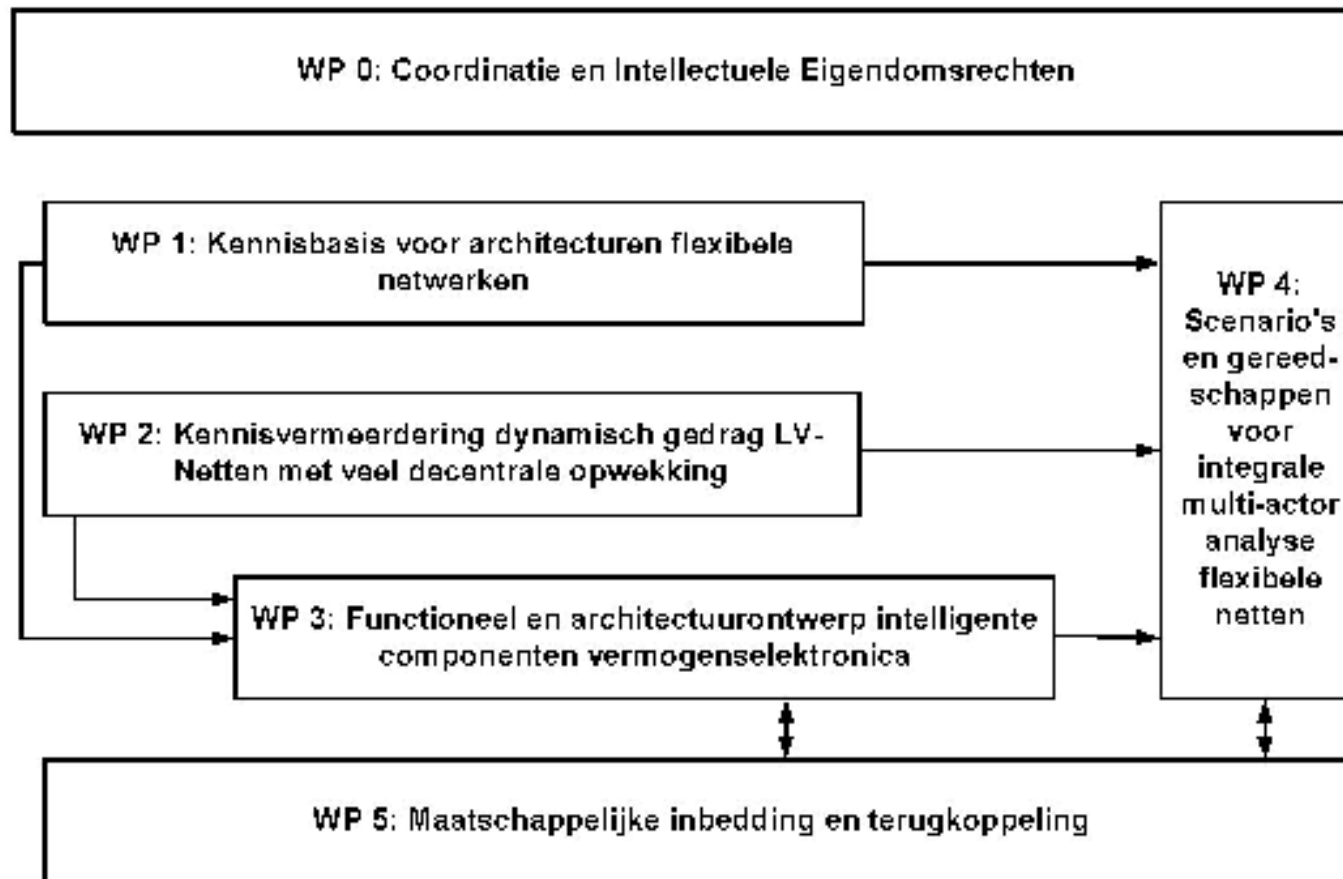 WP 0: Coordinatie en Intellectuele Eigendomsrechten
WP 1: Kennisbasis voor architecturen flexibele
netwerken
WP 2: Kennisvermeerdering dynamisch gedrag LV-
Netten met veel decentrale opwekking
WP 3: Functioneel en architectuurontwerp intelligente
componenten vermogenselektronica
WP 4:
Scenario's
en gereed-
schappen
voor
integrale
multi-actor
analyse
flexibele
netten
WP 5: Maatschappelijke inbedding en terugkoppeling